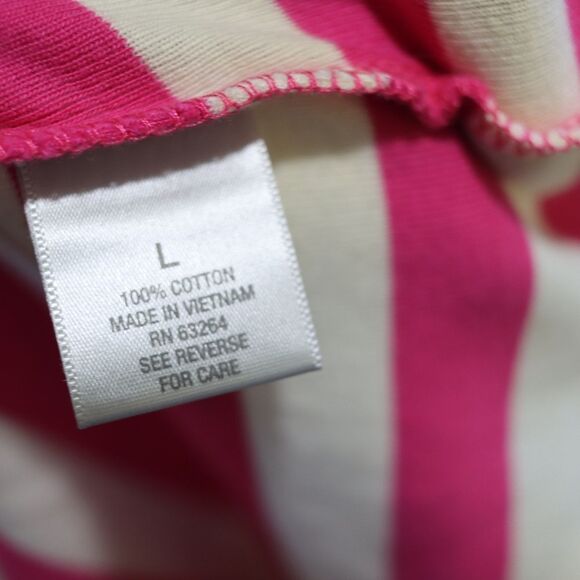 L
100% COTTON
MADE IN VIETNAM
RN 63264
SEE REVERSE
FOR CARE